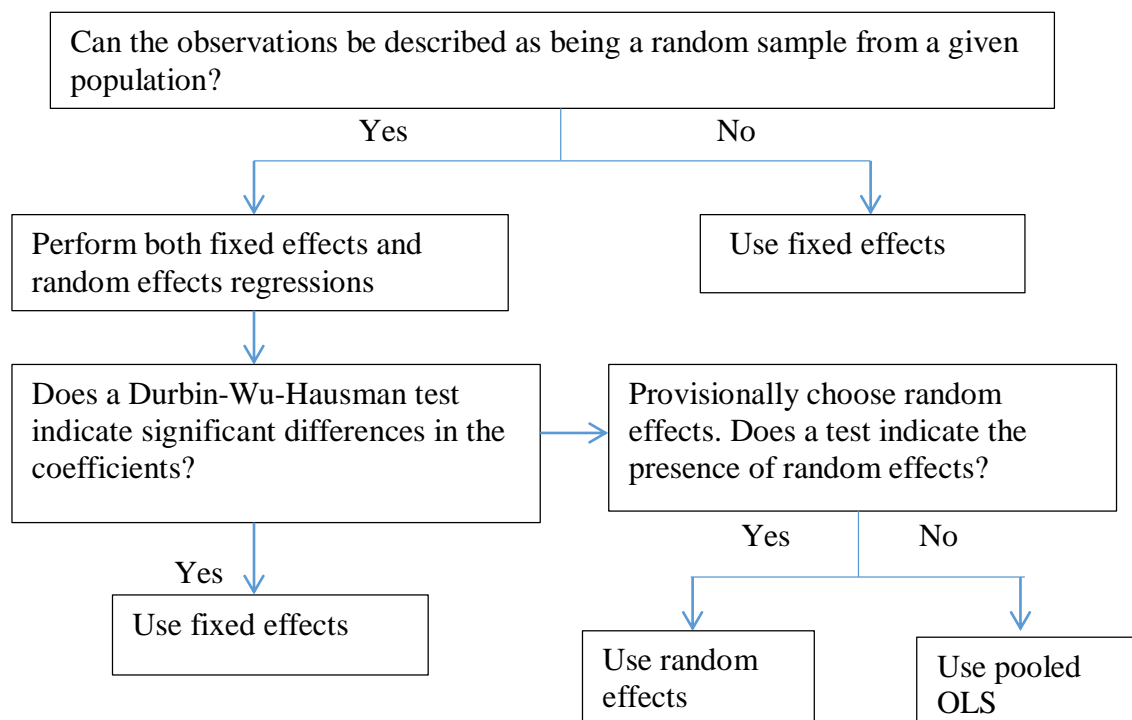 Can the observations be described as being a random sample from a given
population?
Yes
No
Perform both fixed effects and
random effects regressions
Use fixed effects
Does a Durbin-Wu-Hausman test
indicate significant differences in the
coefficients?
Provisionally choose random
effects. Does a test indicate the
presence of random effects?
Yes
No
Yes
Use fixed effects
Use random
effects
Use pooled
OLS